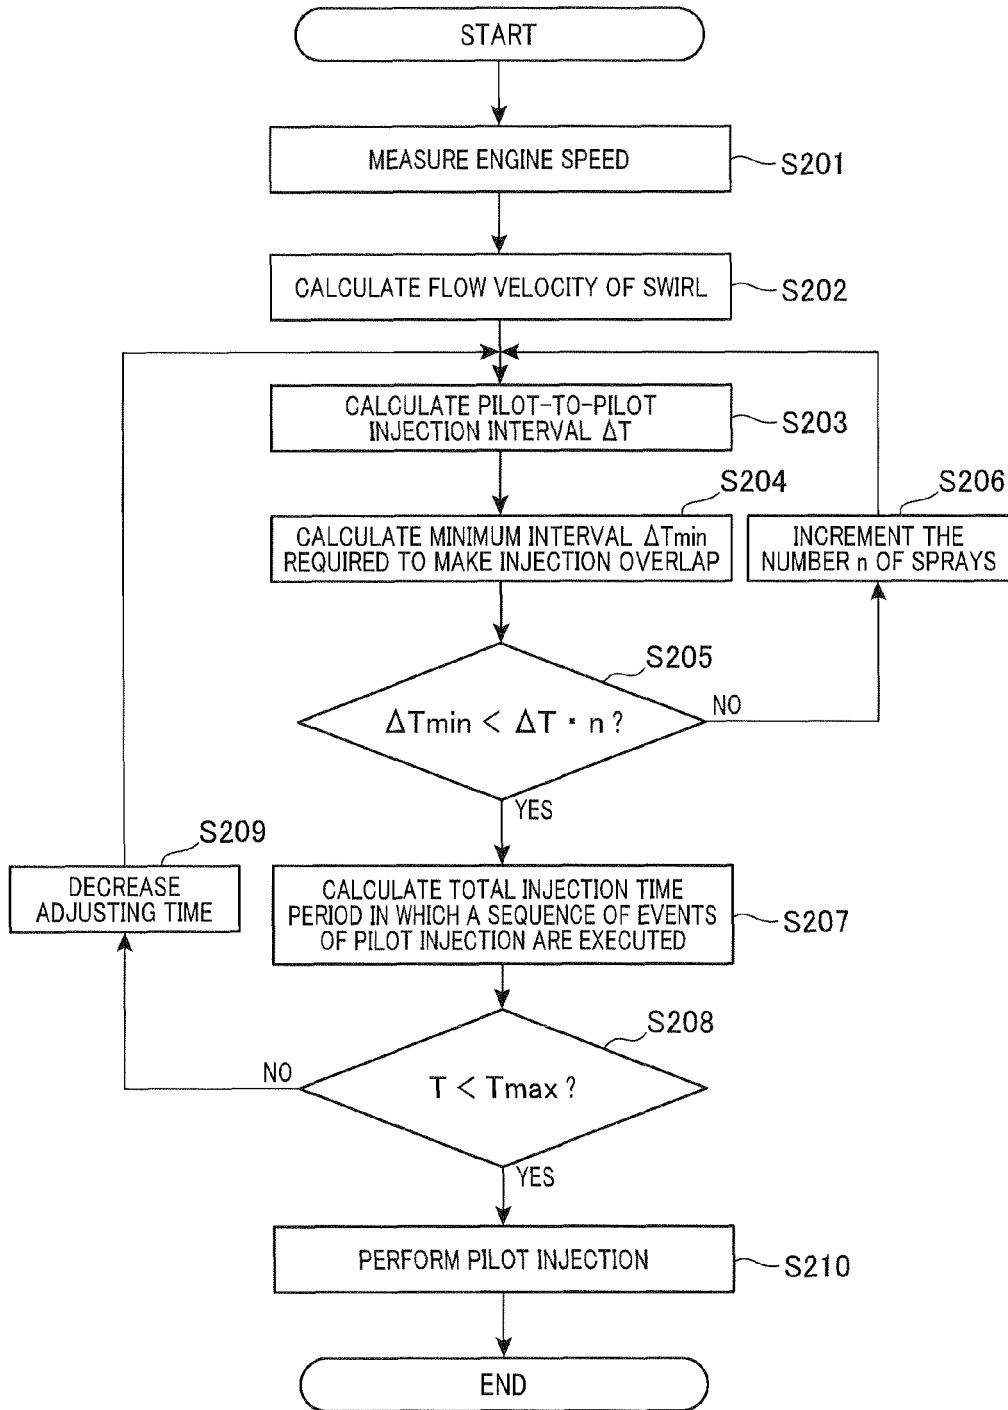 START
MEASURE ENGINE SPEED
S201
CALCULATE FLOW VELOCITY OF SWIRL
S202
CALCULATE PILOT-TO-PILOT
INJECTION INTERVAL ΔT
S203
S204
CALCULATE MINIMUM INTERVAL ΔTmin
REQUIRED TO MAKE INJECTION OVERLAP
S206
INCREMENT THE
NUMBER n OF SPRAYS
S205
ΔTmin < ΔT · n ?
NO
YES
S209
DECREASE
ADJUSTING TIME
CALCULATE TOTAL INJECTION TIME
PERIOD IN WHICH A SEQUENCE OF EVENTS
OF PILOT INJECTION ARE EXECUTED
S207
S208
T < Tmax ?
NO
YES
PERFORM PILOT INJECTION
S210
END